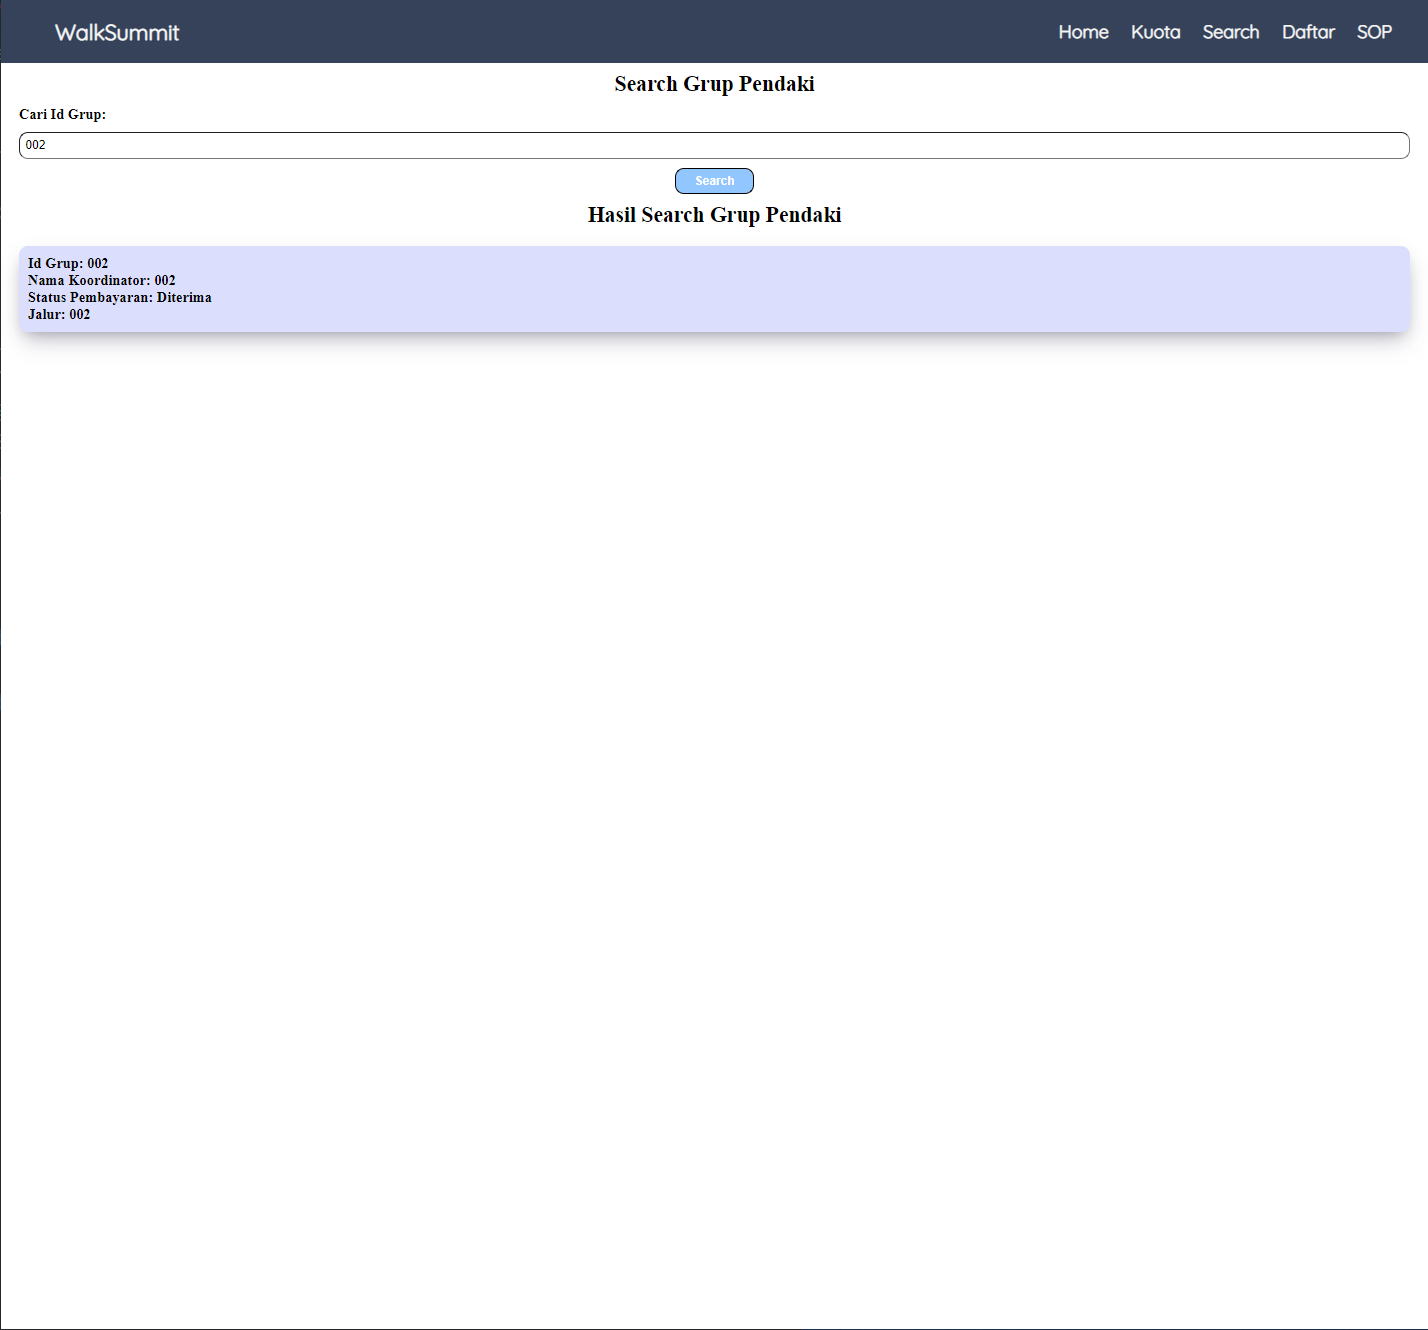 WalkSummit Home Kuota Search Daftar SOP
Search Grup Pendaki
Cari Id Grup:
002
Search
Hasil Search Grup Pendaki
Id Grup: 002
Nama Koordinator: 002
Status Pembayaran: Diterima
Jalur: 002